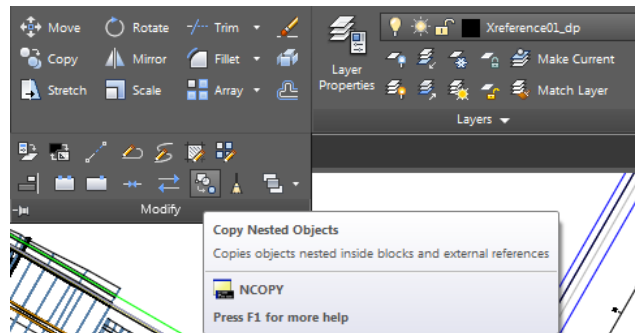 Move Rotate Trim
Copy Mirror Fillet
Stretch Scale Array
Modify
Layer
Properties
Xreference01_dp
Make Current
Match Layer
Layers
Copy Nested Objects
Copies objects nested inside blocks and external references
NCOPY
Press F1 for more help